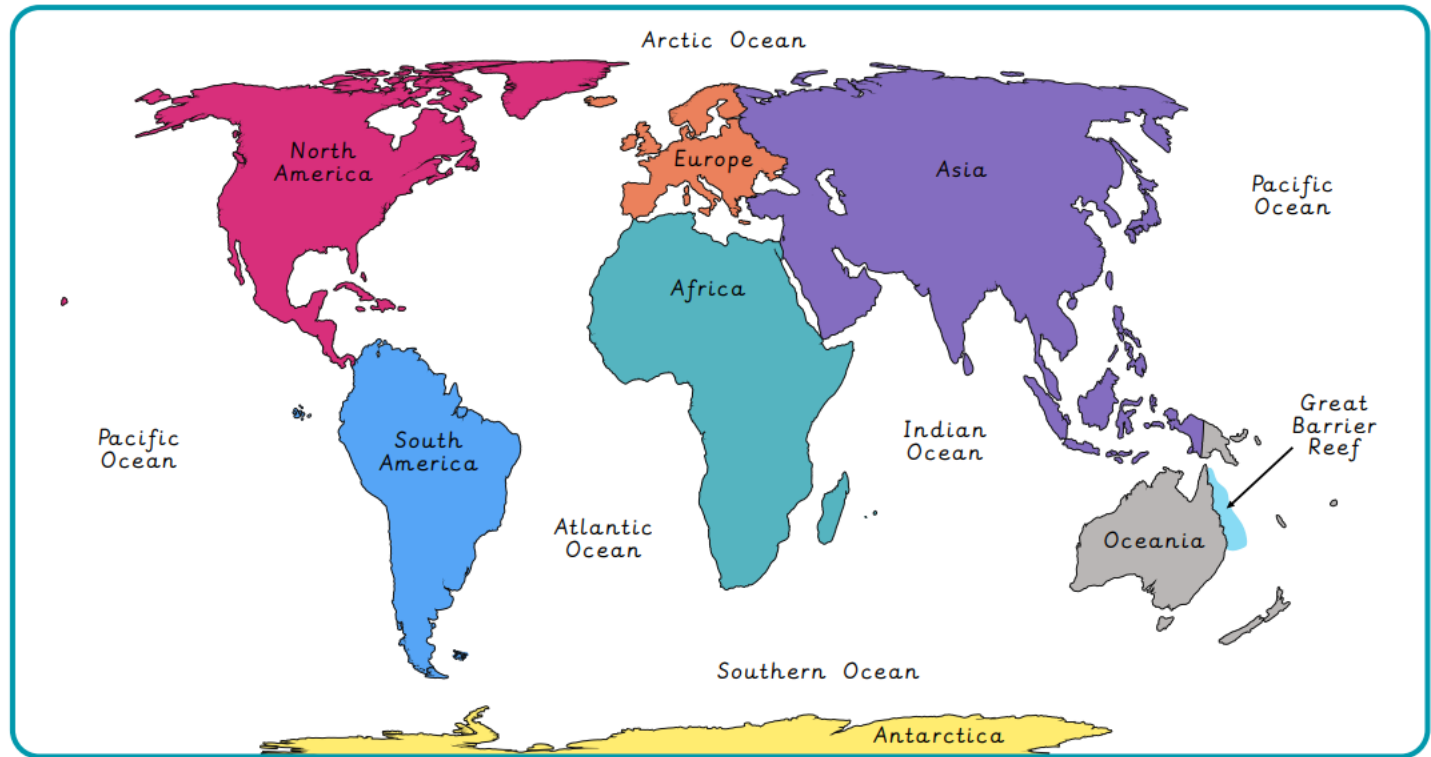 Arctic Ocean
North
America
Europe
Asia
Pacific
Ocean
Africa
Great
Barrier
Reef
Pacific
Ocean
South
America
Indian
Ocean
Atlantic
Ocean
Oceania
Southern Ocean
Antarctica